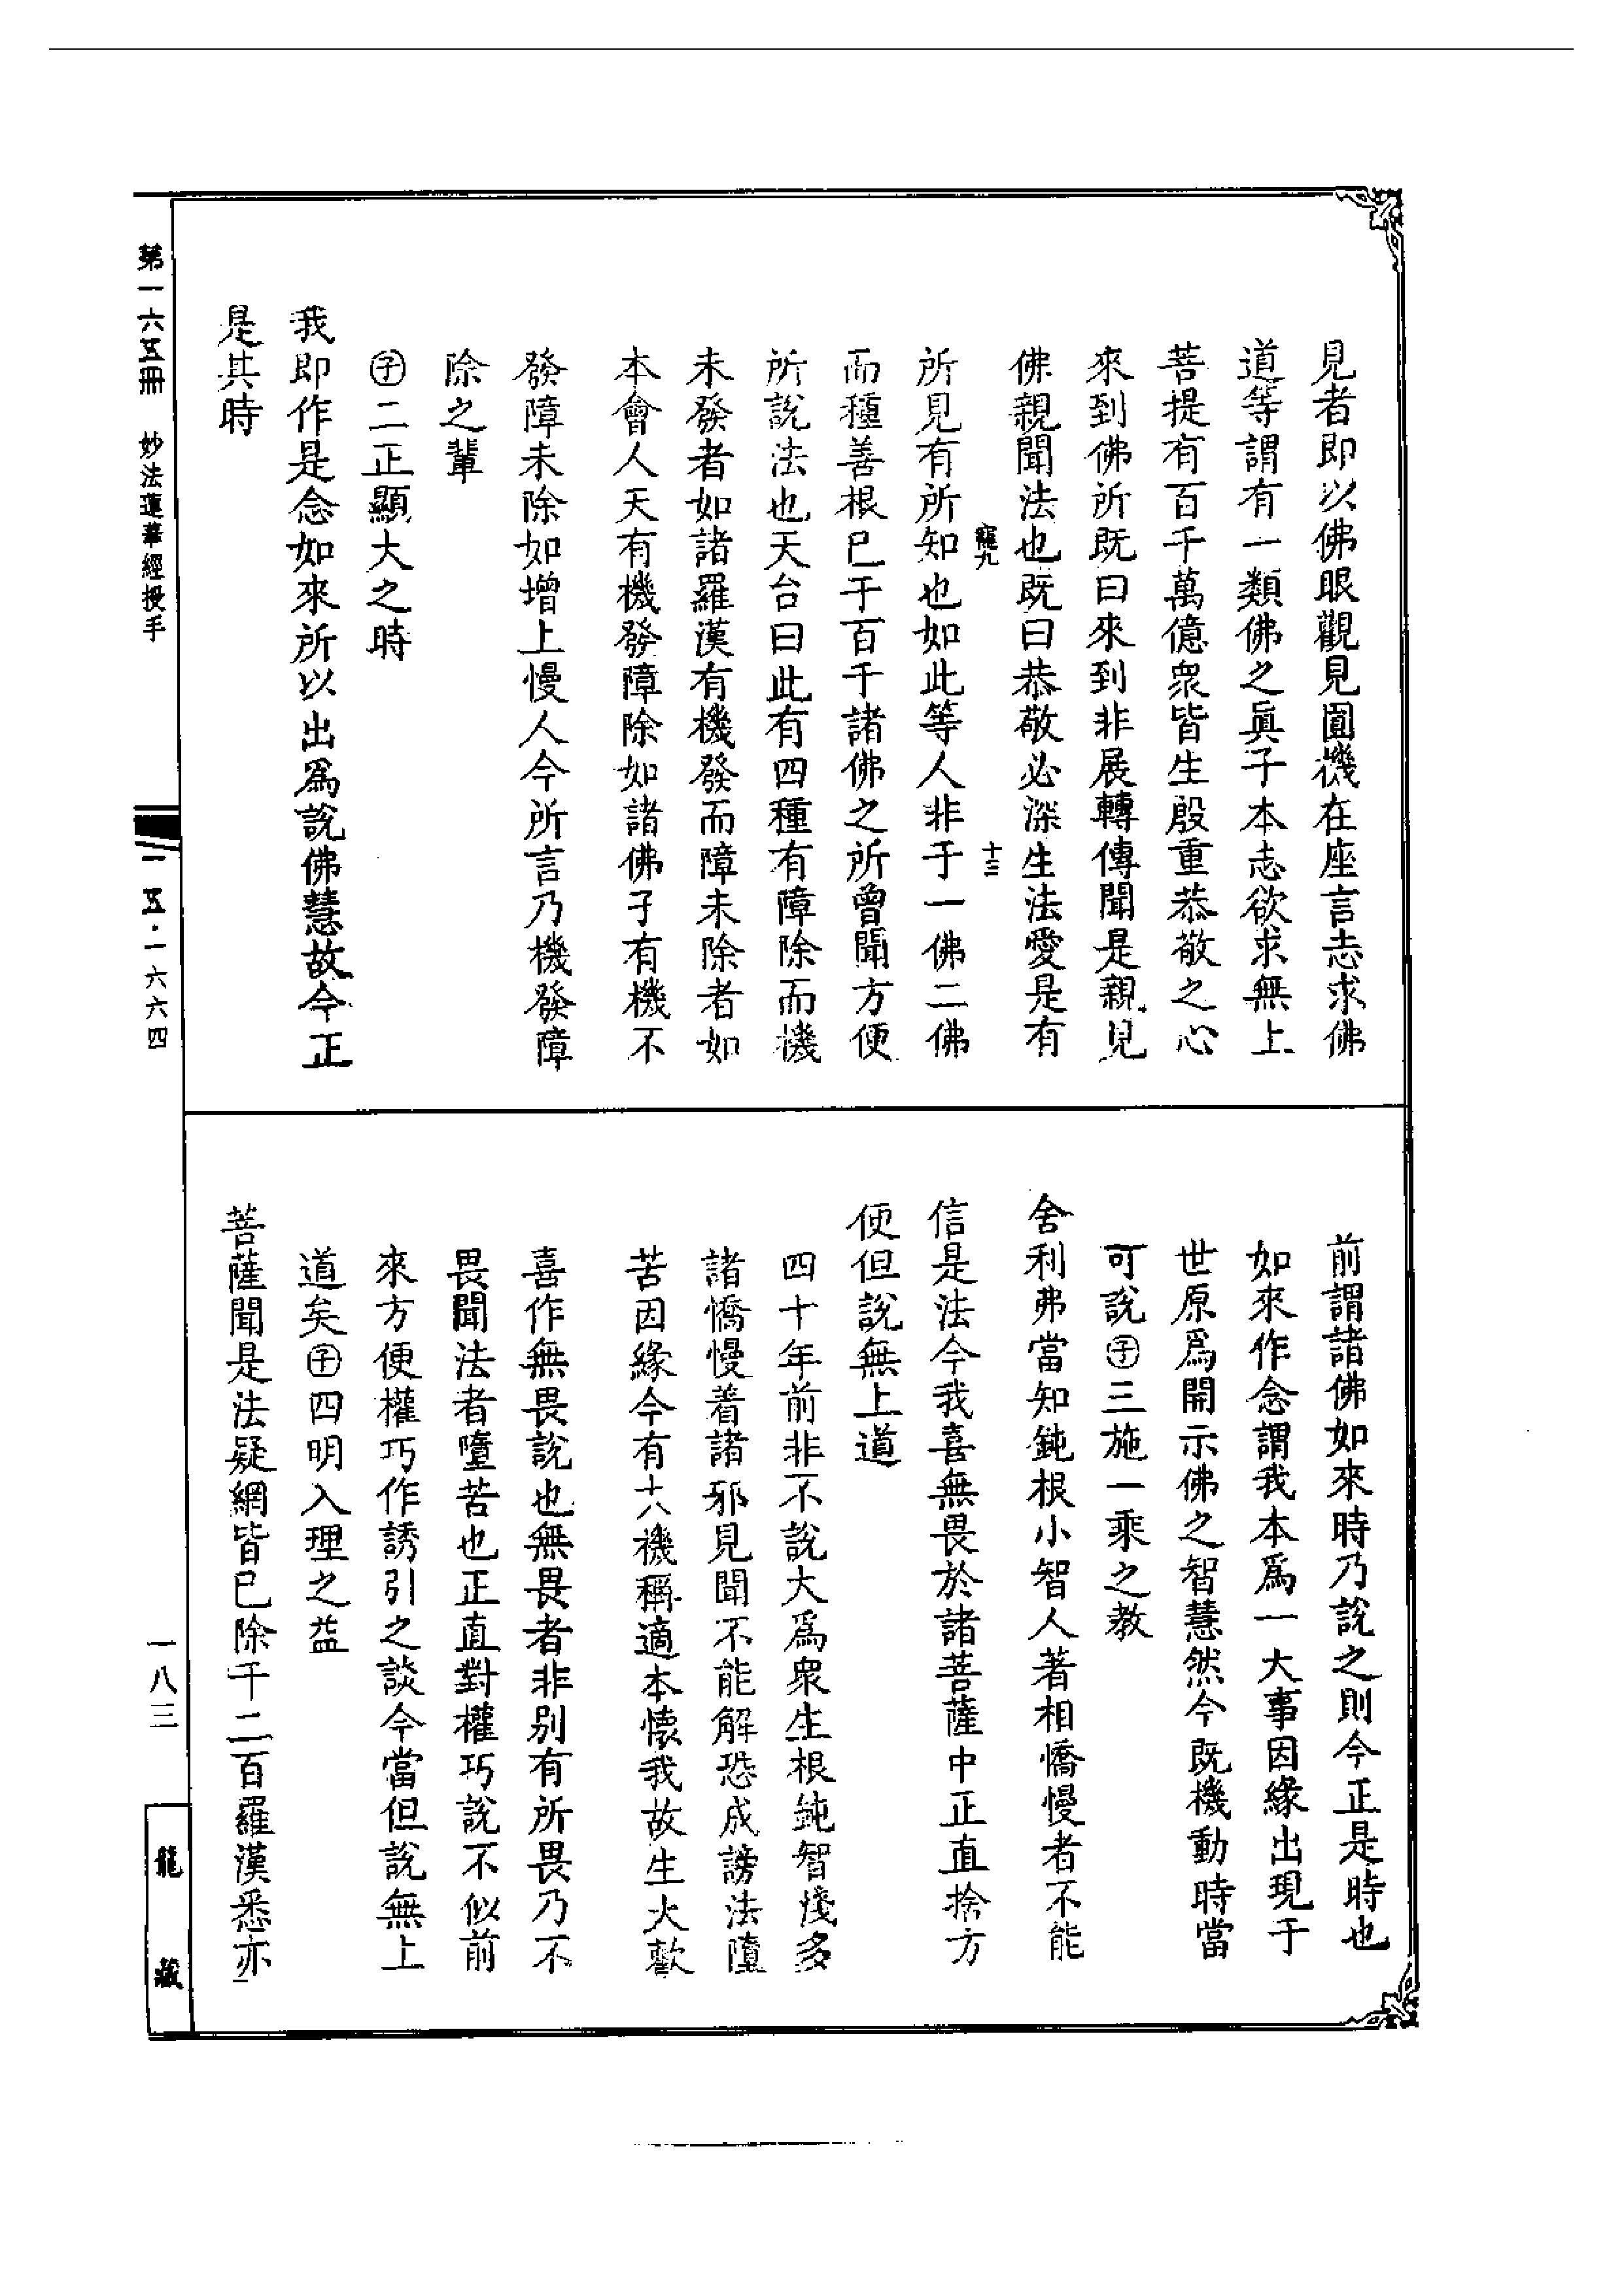 見者即以佛眼觀見圓機在座言志求佛
道等謂有一類佛之眞子本志欲求無上
菩提有百千萬億衆皆生殷重恭敬之心
來到佛所既曰來到非展轉傳聞是親見
佛親聞法也既曰恭敬必深生法愛是有
十三
所見有所知也如此等人非于一佛二佛
而種善根已于百千諸佛之所曾聞方便
所說法也天台曰此有四種有障除而機
未發者如諸羅漢有機發而障未除者如
本會人天有機發障除如諸佛子有機不
發障未除如增上慢人今所言乃機發障
除之輩
㊣子二正顯大之時
我即作是念如來所以出爲說佛慧故今正
是其時
前謂諸佛如來時乃說之則今正是時也
如來作念謂我本爲一大事因緣出現于
世原爲開示佛之智慧然今既機動時當
可說子三施一乘之教
舍利弗當知鈍根小智人著相憍慢者不能
信是法今我喜無畏於諸菩薩中正直捨方
便但說無上道
四十年前非不說大爲衆生根鈍智淺多
諸憍慢着諸邪見聞不能解恐成謗法墮
苦因緣今有大機稱適本懷我故生大歡
喜作無畏說也無畏者非別有所畏乃不
畏聞法者墮苦也正直對權巧說不似前
來方便權巧作誘引之談今當但說無上
道矣子四明入理之益
菩薩聞是法疑網皆已除千二百羅漢悉亦
第一六五冊　妙法蓮華經授手
一五·一六六四
一八三
龍藏